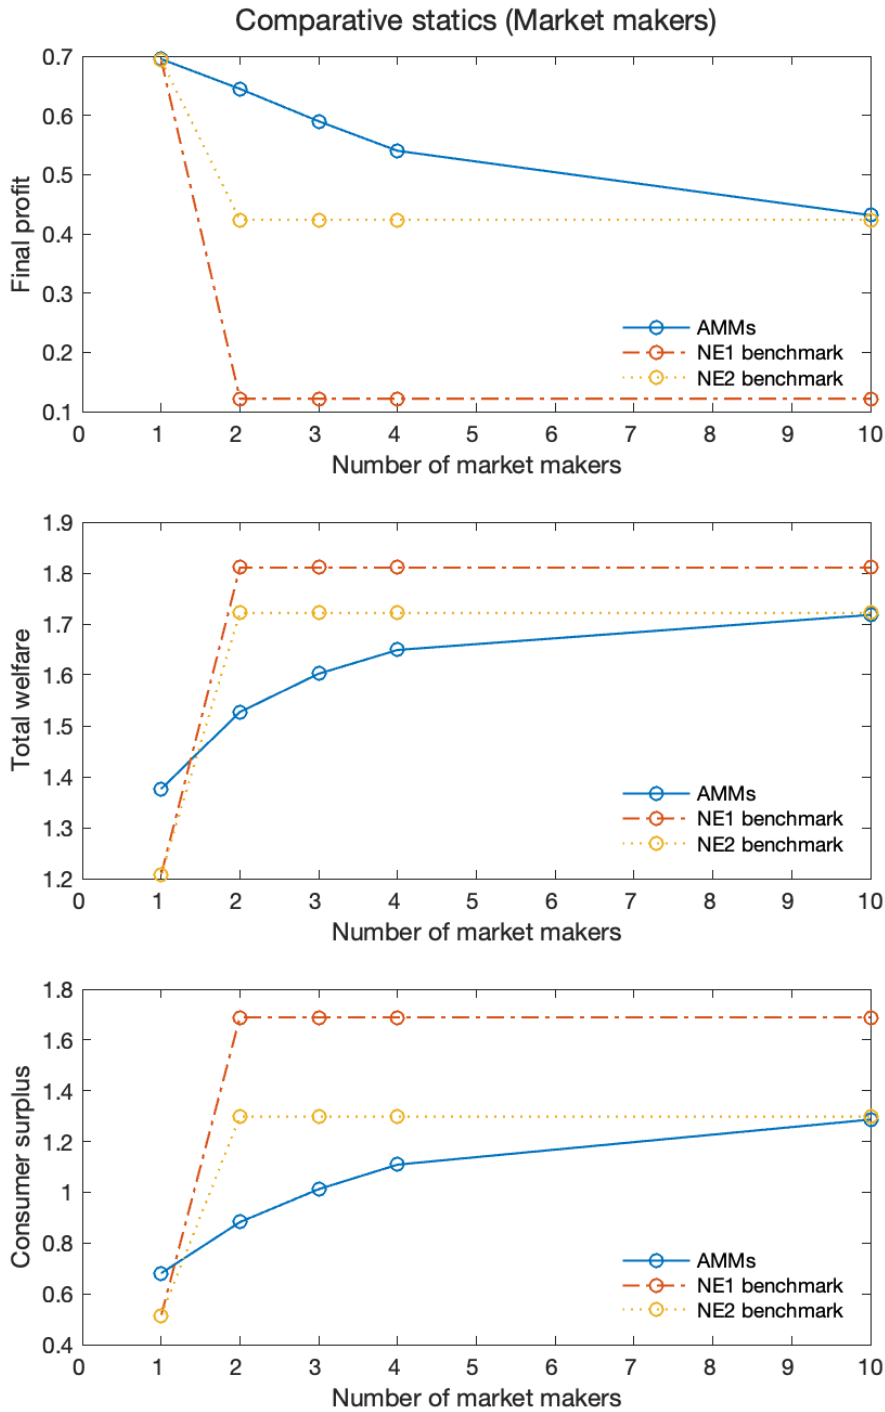 Comparative statics (Market makers)
0.7
0.6
0.5
0.4
0.3
0.2
0.1
Final profit
AMMs
NE1 benchmark
NE2 benchmark
0 1 2 3 4 5 6 7 8 9 10
Number of market makers
1.9
1.8
1.7
1.6
1.5
1.4
1.3
1.2
Total welfare
AMMs
NE1 benchmark
NE2 benchmark
0 1 2 3 4 5 6 7 8 9 10
Number of market makers
1.8
1.6
1.4
1.2
1
0.8
0.6
0.4
Consumer surplus
AMMs
NE1 benchmark
NE2 benchmark
0 1 2 3 4 5 6 7 8 9 10
Number of market makers